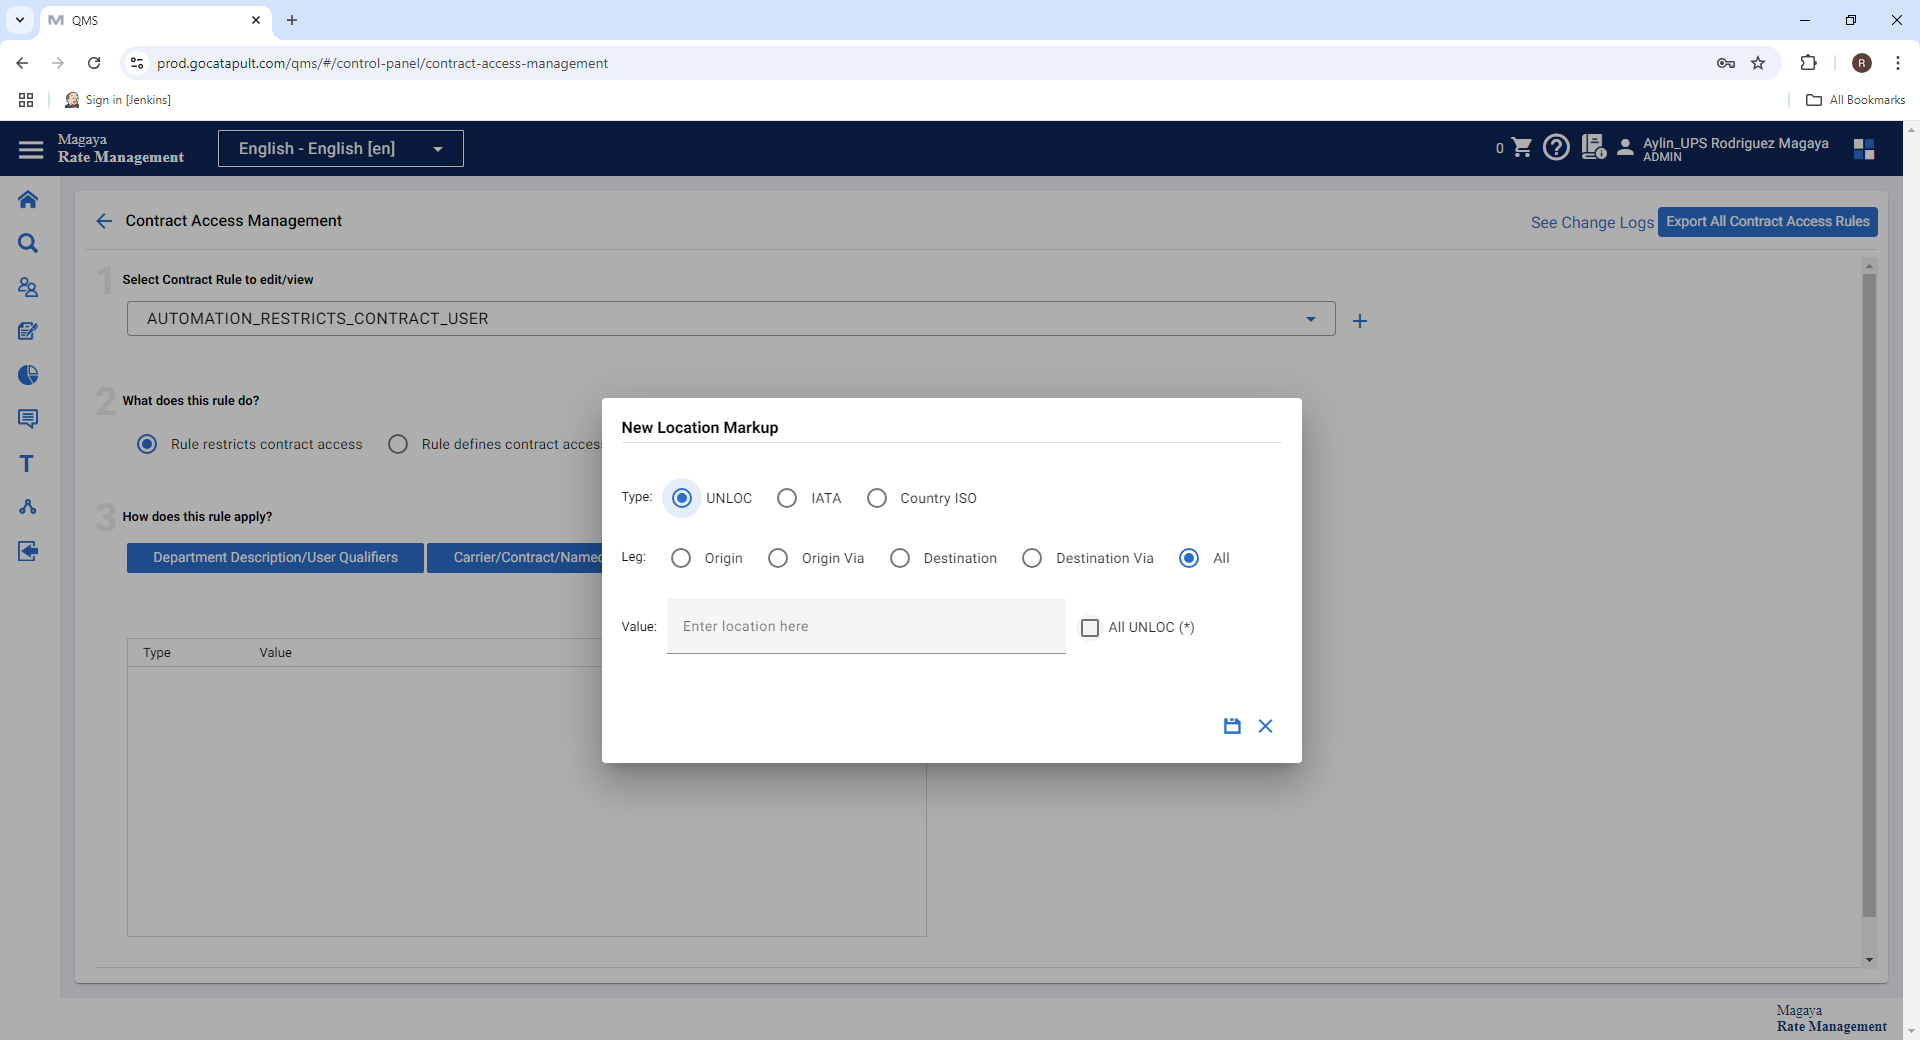 QMS
prod.gocatapult.com/qms/#/control-panel/contract-access-management
R
Sign in [Jenkins]
All Bookmarks
Magaya
Rate Management
English - English [en]
0
Aylin_UPS Rodriguez Magaya
ADMIN
Contract Access Management
See Change Logs
Export All Contract Access Rules
1
Select Contract Rule to edit/view
AUTOMATION_RESTRICTS_CONTRACT_USER
2
What does this rule do?
Rule restricts contract access
Rule defines contract acces
3
How does this rule apply?
Department Description/User Qualifiers
Carrier/Contract/Named
Type
Value
New Location Markup
Type:
UNLOC
IATA
Country ISO
Leg:
Origin
Origin Via
Destination
Destination Via
All
Value:
Enter location here
All UNLOC (*)
Magaya
Rate Management